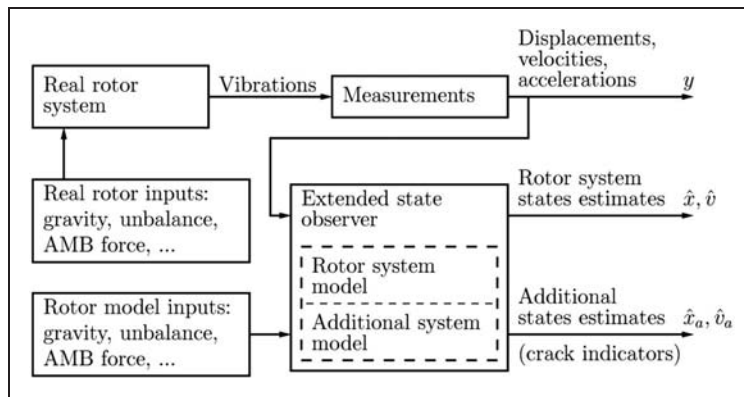 Real rotor
system
Vibrations
Measurements
Displacements,
velocities,
accelerations
y
Real rotor inputs:
gravity, unbalance,
AMB force, ...
Extended state
observer
Rotor system
model
Additional system
model
Rotor system
states estimates x̂, v̂
Rotor model inputs:
gravity, unbalance,
AMB force, ...
Additional
states estimates x̂ₐ, v̂ₐ
(crack indicators)